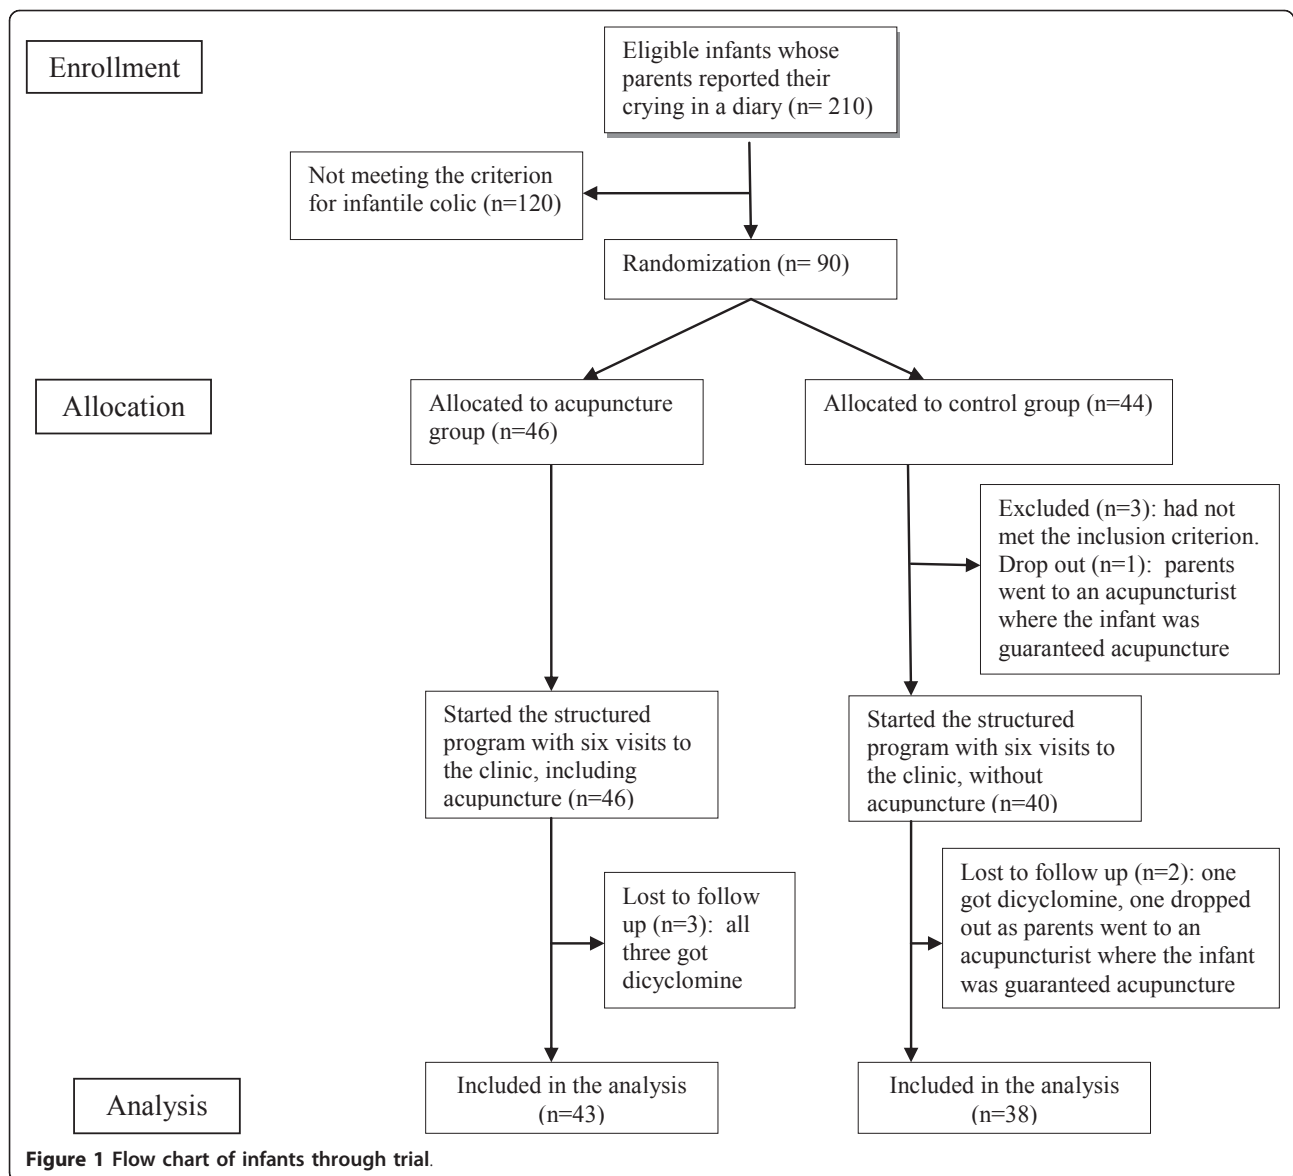 Enrollment
Eligible infants whose
parents reported their
crying in a diary (n= 210)
Not meeting the criterion
for infantile colic (n=120)
Randomization (n= 90)
Allocation
Allocated to acupuncture
group (n=46)
Allocated to control group (n=44)
Excluded (n=3): had not
met the inclusion criterion.
Drop out (n=1): parents
went to an acupuncturist
where the infant was
guaranteed acupuncture
Started the structured
program with six visits to
the clinic, including
acupuncture (n=46)
Started the structured
program with six visits to
the clinic, without
acupuncture (n=40)
Lost to follow
up (n=3): all
three got
dicyclomine
Lost to follow up (n=2): one
got dicyclomine, one dropped
out as parents went to an
acupuncturist where the infant
was guaranteed acupuncture
Analysis
Included in the analysis
(n=43)
Included in the analysis
(n=38)
Figure 1 Flow chart of infants through trial.